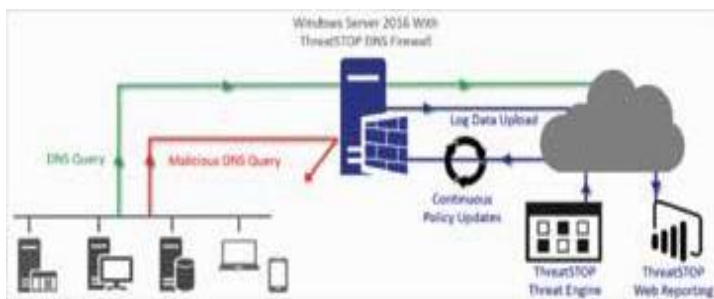 Windows Server 2016 With
ThreatSTOP DNS Firewall
Log Data Upload
DNS Query
Malicious DNS Query
Continuous
Policy Updates
ThreatSTOP
Threat Engine
ThreatSTOP
Web Reporting